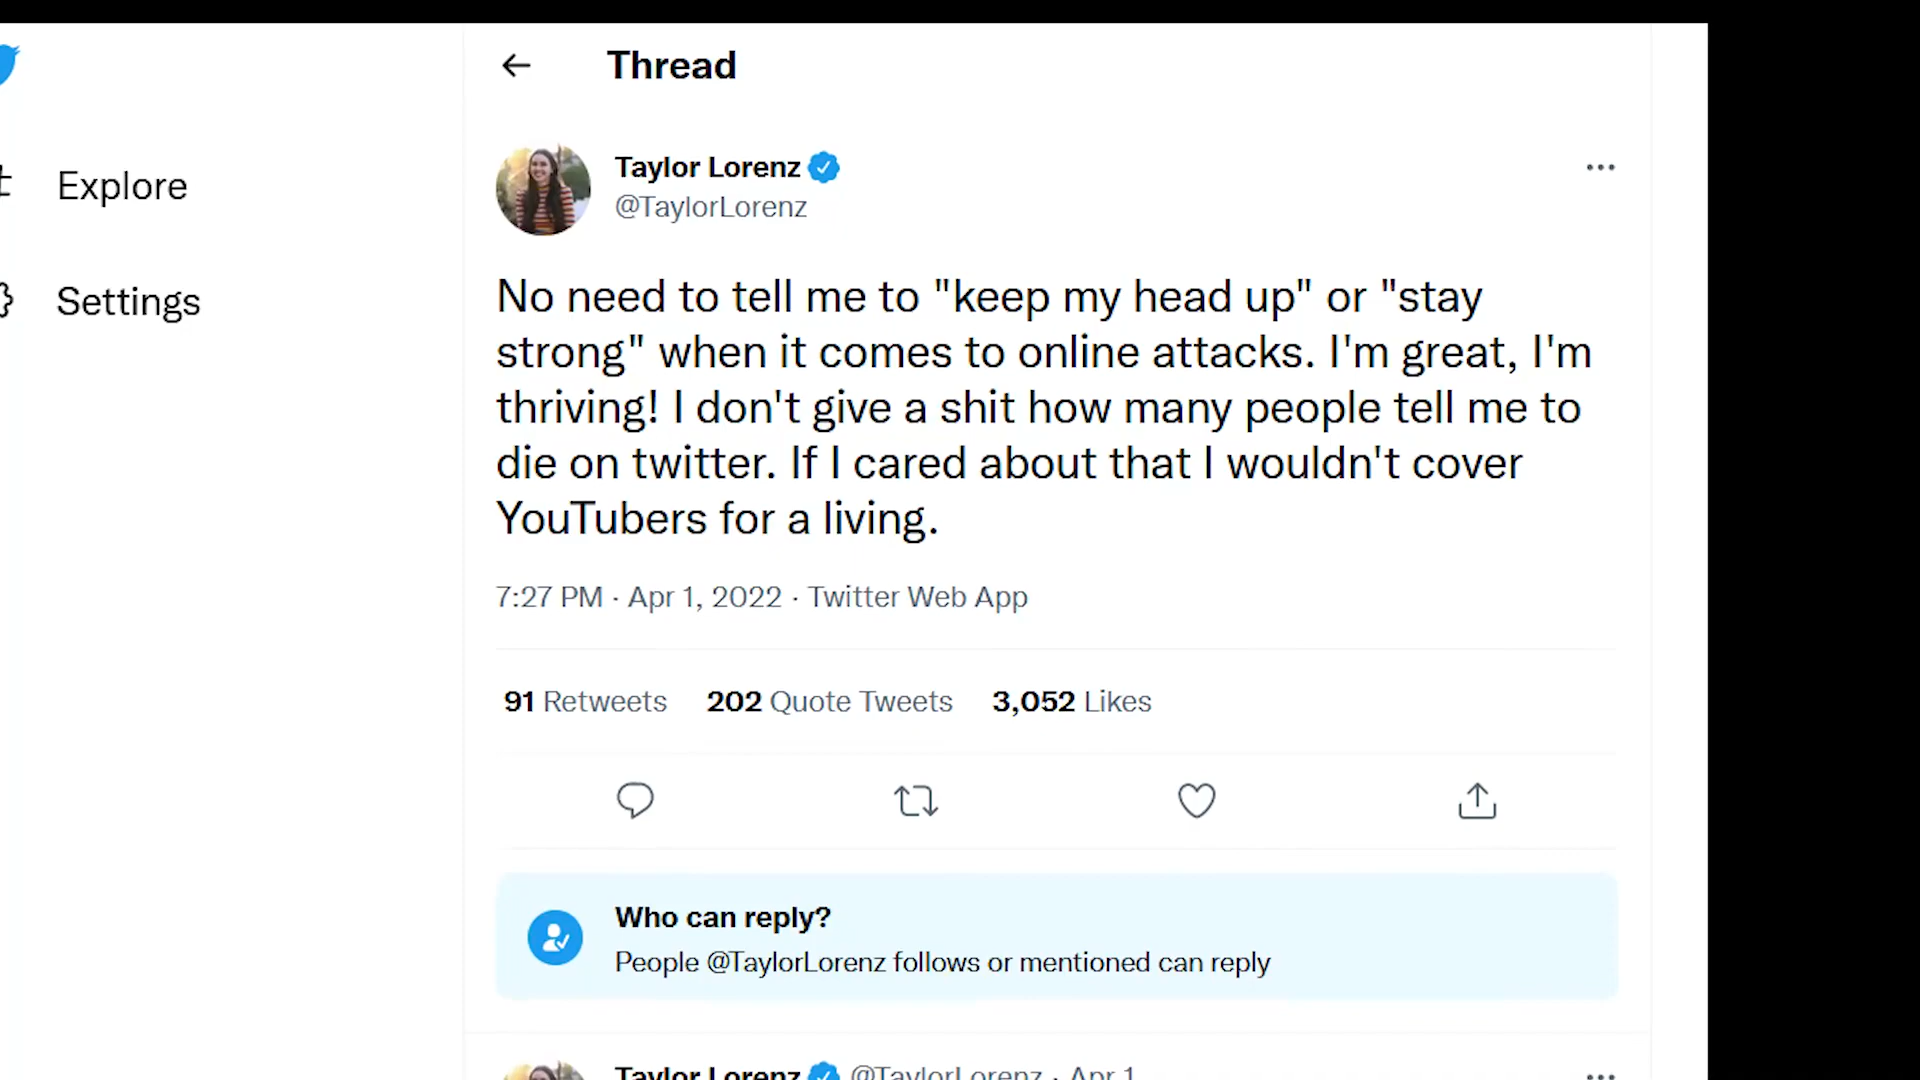 Thread
Explore
Settings
Taylor Lorenz
@TaylorLorenz
No need to tell me to "keep my head up" or "stay
strong" when it comes to online attacks. I'm great, I'm
thriving! I don't give a shit how many people tell me to
die on twitter. If I cared about that I wouldn't cover
YouTubers for a living.
7:27 PM · Apr 1, 2022 · Twitter Web App
91 Retweets 202 Quote Tweets 3,052 Likes
Who can reply?
People @TaylorLorenz follows or mentioned can reply
Taylor Lorenz @TaylorLorenz · Apr 1